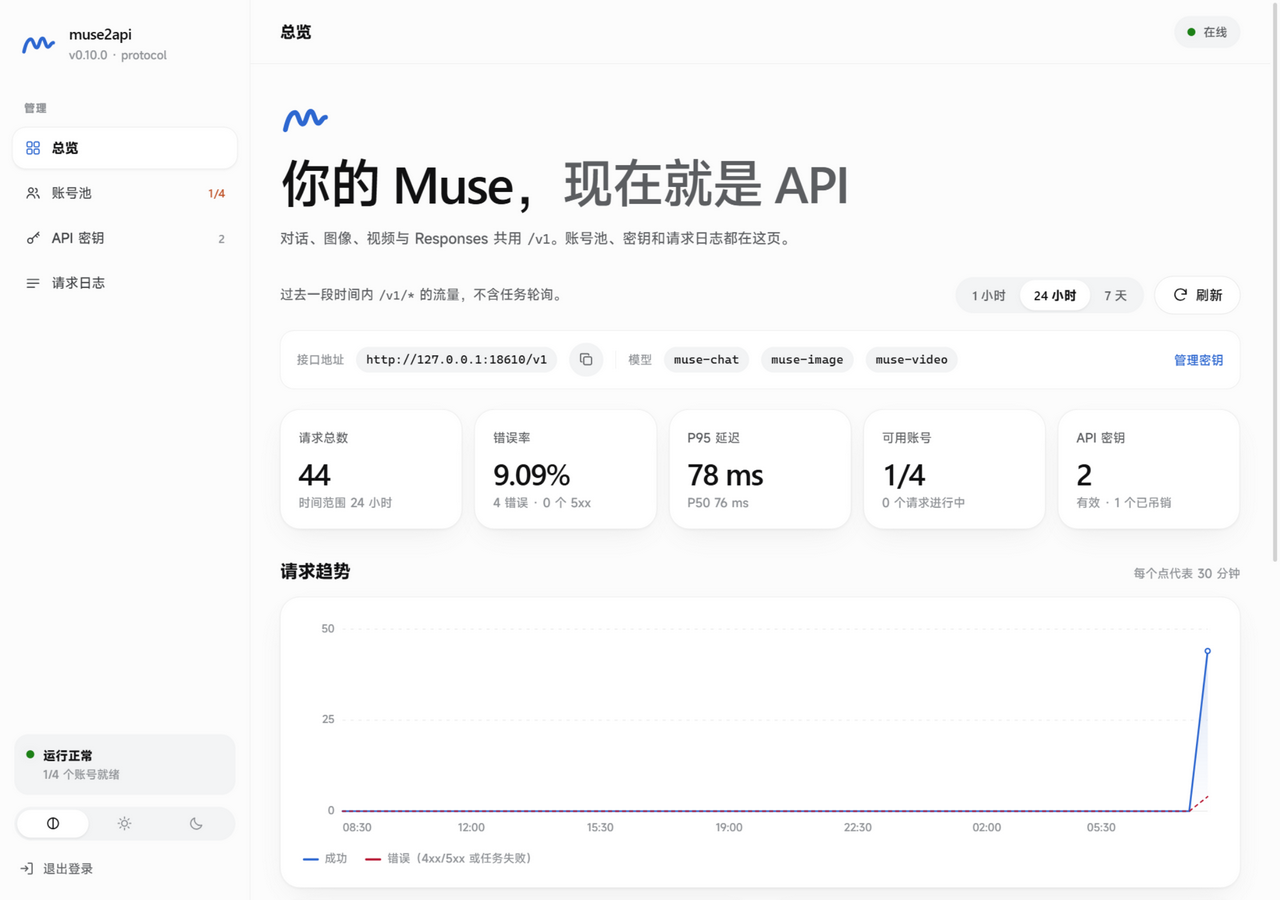 muse2api
v0.10.0 · protocol
管理
总览
账号池 1/4
API 密钥 2
请求日志
运行正常
1/4 个账号就绪
退出登录
总览
在线
你的 Muse，现在就是 API
对话、图像、视频与 Responses 共用 /v1。账号池、密钥和请求日志都在这页。
过去一段时间内 /v1/* 的流量，不含任务轮询。
1 小时 24 小时 7 天 刷新
接口地址 http://127.0.0.1:18610/v1 模型 muse-chat muse-image muse-video 管理密钥
请求总数
44
时间范围 24 小时
错误率
9.09%
4 错误 · 0 个 5xx
P95 延迟
78 ms
P50 76 ms
可用账号
1/4
0 个请求进行中
API 密钥
2
有效 · 1 个已吊销
请求趋势
每个点代表 30 分钟
50
25
0
08:30 12:00 15:30 19:00 22:30 02:00 05:30
成功 错误（4xx/5xx 或任务失败）